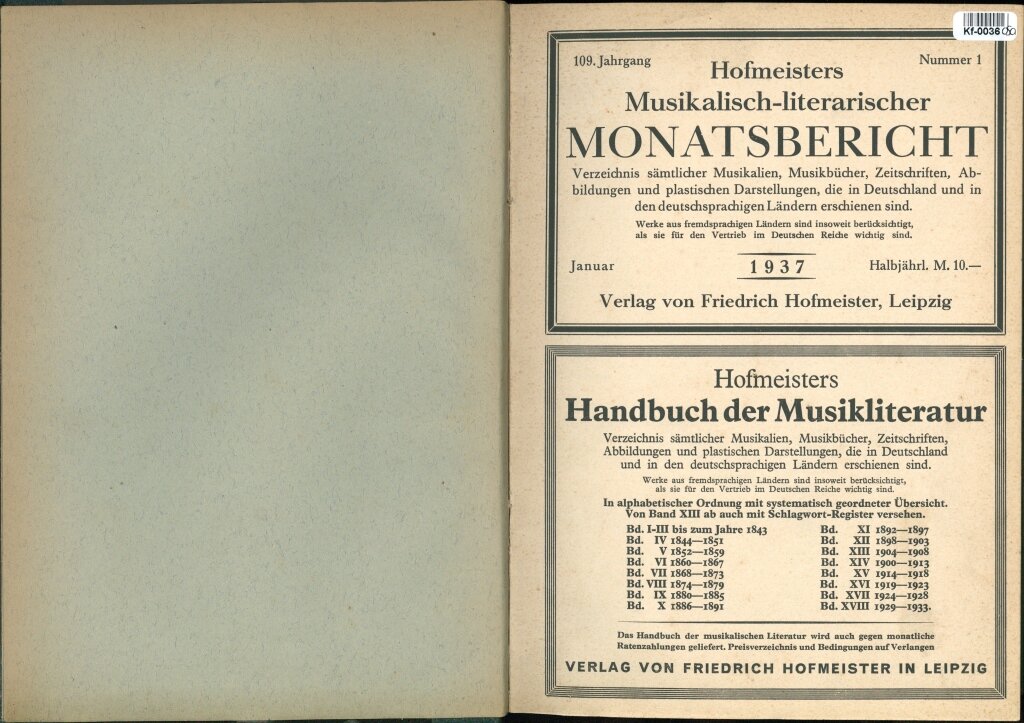 Kf-0036
109. Jahrgang
Nummer 1
Hofmeisters
Musikalisch-literarischer
MONATSBERICHT
Verzeichnis sämtlicher Musikalien, Musikbücher, Zeitschriften, Ab-
bildungen und plastischen Darstellungen, die in Deutschland und in
den deutschsprachigen Ländern erschienen sind.
Werke aus fremdsprachigen Ländern sind insoweit berücksichtigt,
als sie für den Vertrieb im Deutschen Reiche wichtig sind.
Januar
1937
Halbjährl. M. 10.—
Verlag von Friedrich Hofmeister, Leipzig
Hofmeisters
Handbuch der Musikliteratur
Verzeichnis sämtlicher Musikalien, Musikbücher, Zeitschriften,
Abbildungen und plastischen Darstellungen, die in Deutschland
und in den deutschsprachigen Ländern erschienen sind.
Werke aus fremdsprachigen Ländern sind insoweit berücksichtigt,
als sie für den Vertrieb im Deutschen Reiche wichtig sind.
In alphabetischer Ordnung mit systematisch geordneter Übersicht.
Von Band XIII ab auch mit Schlagwort-Register versehen.
Bd. I-III bis zum Jahre 1843
Bd. IV 1844—1851
Bd. V 1852—1859
Bd. VI 1860—1867
Bd. VII 1868—1873
Bd. VIII 1874—1879
Bd. IX 1880—1885
Bd. X 1886—1891
Bd. XI 1892—1897
Bd. XII 1898—1903
Bd. XIII 1904—1908
Bd. XIV 1900—1913
Bd. XV 1914—1918
Bd. XVI 1919—1923
Bd. XVII 1924—1928
Bd. XVIII 1929—1933.
Das Handbuch der musikalischen Literatur wird auch gegen monatliche
Ratenzahlungen geliefert. Preisverzeichnis und Bedingungen auf Verlangen
VERLAG VON FRIEDRICH HOFMEISTER IN LEIPZIG